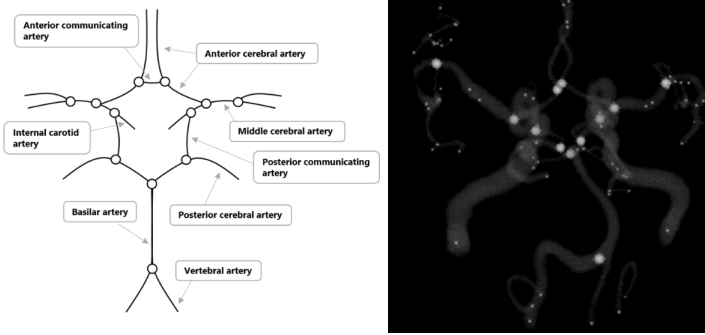 Anterior communicating
artery
Anterior cerebral artery
Internal carotid
artery
Middle cerebral artery
Posterior communicating
artery
Basilar artery
Posterior cerebral artery
Vertebral artery